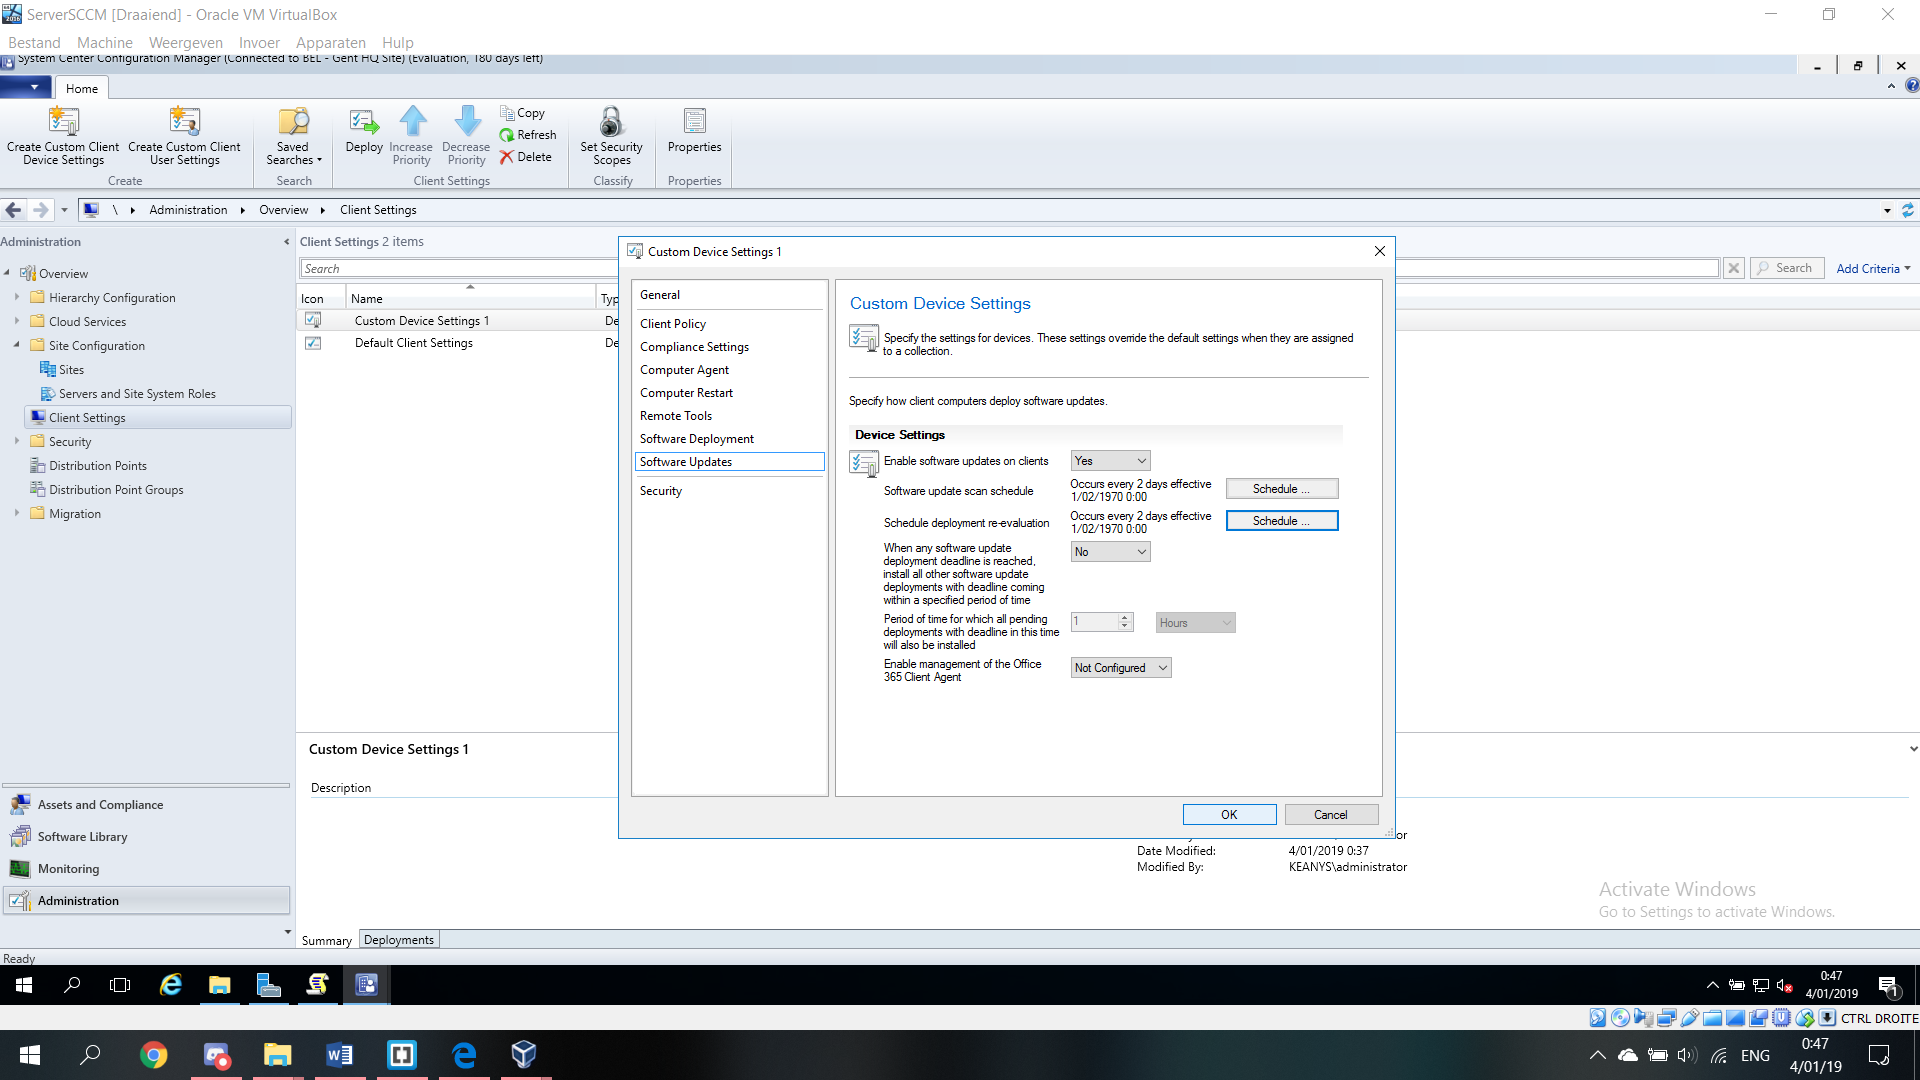 ServerSCCM [Draaiend] - Oracle VM VirtualBox
Bestand Machine Weergeven Invoer Apparaten Hulp
System Center Configuration Manager (Connected to BEL - Gent HQ Site) (Evaluation, 180 days left)
Home
Create Custom Client Device Settings
Create Custom Client User Settings
Create
Saved Searches
Search
Deploy
Increase Priority
Decrease Priority
Copy
Refresh
Delete
Client Settings
Set Security Scopes
Classify
Properties
Properties
\ Administration Overview Client Settings
Administration
Overview
Hierarchy Configuration
Cloud Services
Site Configuration
Sites
Servers and Site System Roles
Client Settings
Security
Distribution Points
Distribution Point Groups
Migration
Assets and Compliance
Software Library
Monitoring
Administration
Client Settings 2 items
Search
Search
Add Criteria
Icon Name Typ
Custom Device Settings 1 De
Default Client Settings De
Custom Device Settings 1
General
Client Policy
Compliance Settings
Computer Agent
Computer Restart
Remote Tools
Software Deployment
Software Updates
Security
Custom Device Settings
Specify the settings for devices. These settings override the default settings when they are assigned
to a collection.
Specify how client computers deploy software updates.
Device Settings
Enable software updates on clients Yes
Software update scan schedule
Occurs every 2 days effective
1/02/1970 0:00
Schedule ...
Schedule deployment re-evaluation
Occurs every 2 days effective
1/02/1970 0:00
Schedule ...
When any software update
deployment deadline is reached,
install all other software update
deployments with deadline coming
within a specified period of time
No
Period of time for which all pending
deployments with deadline in this time
will also be installed
1 Hours
Enable management of the Office
365 Client Agent
Not Configured
OK Cancel
Custom Device Settings 1
Description
or
Date Modified: 4/01/2019 0:37
Modified By: KEANYS\administrator
Activate Windows
Go to Settings to activate Windows.
Summary Deployments
Ready
0:47
4/01/2019
1
CTRL DROITE
ENG
0:47
4/01/19